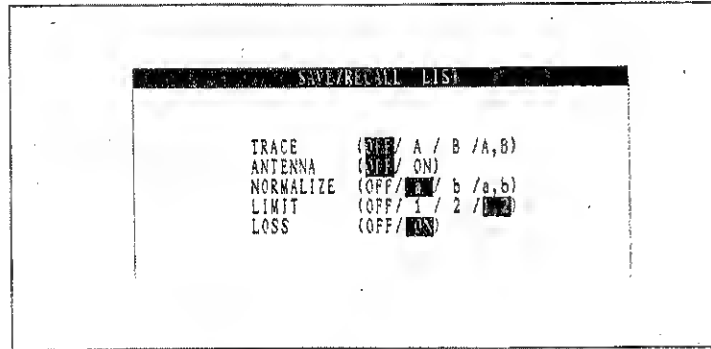 SAVE/RECALL LIST
TRACE (OFF/ A / B /A,B)
ANTENNA (OFF/ ON)
NORMALIZE (OFF/ a / b /a,b)
LIMIT (OFF/ 1 / 2 /1,2)
LOSS (OFF/ ON)